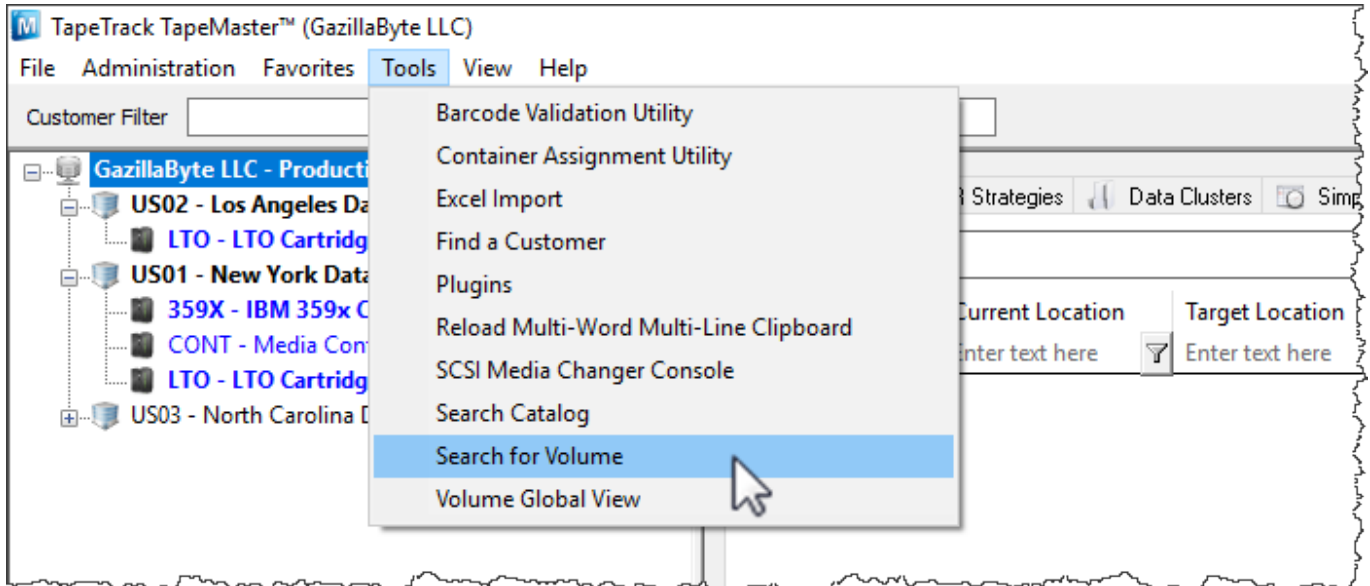 TapeTrack TapeMaster™ (GazillaByte LLC)
File Administration Favorites Tools View Help
Customer Filter
Barcode Validation Utility
Container Assignment Utility
Excel Import
Find a Customer
Plugins
Reload Multi-Word Multi-Line Clipboard
SCSI Media Changer Console
Search Catalog
Search for Volume
Volume Global View
GazillaByte LLC - Producti
US02 - Los Angeles Da
LTO - LTO Cartridg
US01 - New York Data
359X - IBM 359x C
CONT - Media Con
LTO - LTO Cartridg
US03 - North Carolina D
Strategies Data Clusters Simp
Current Location Target Location
Enter text here Enter text here